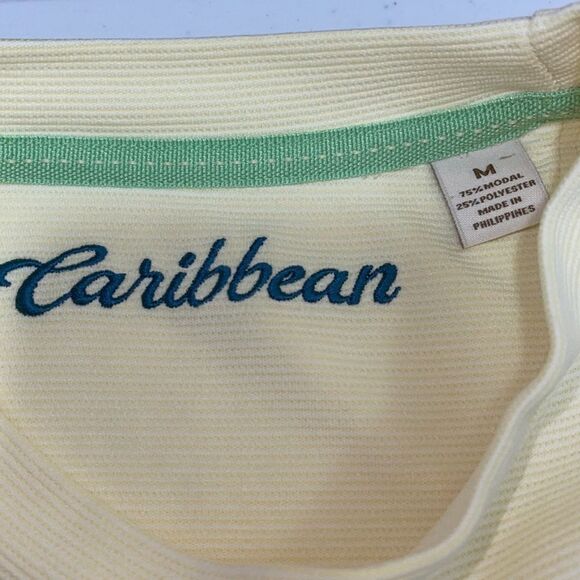 M
75% MODAL
25% POLYESTER
MADE IN
PHILIPPINES
Caribbean